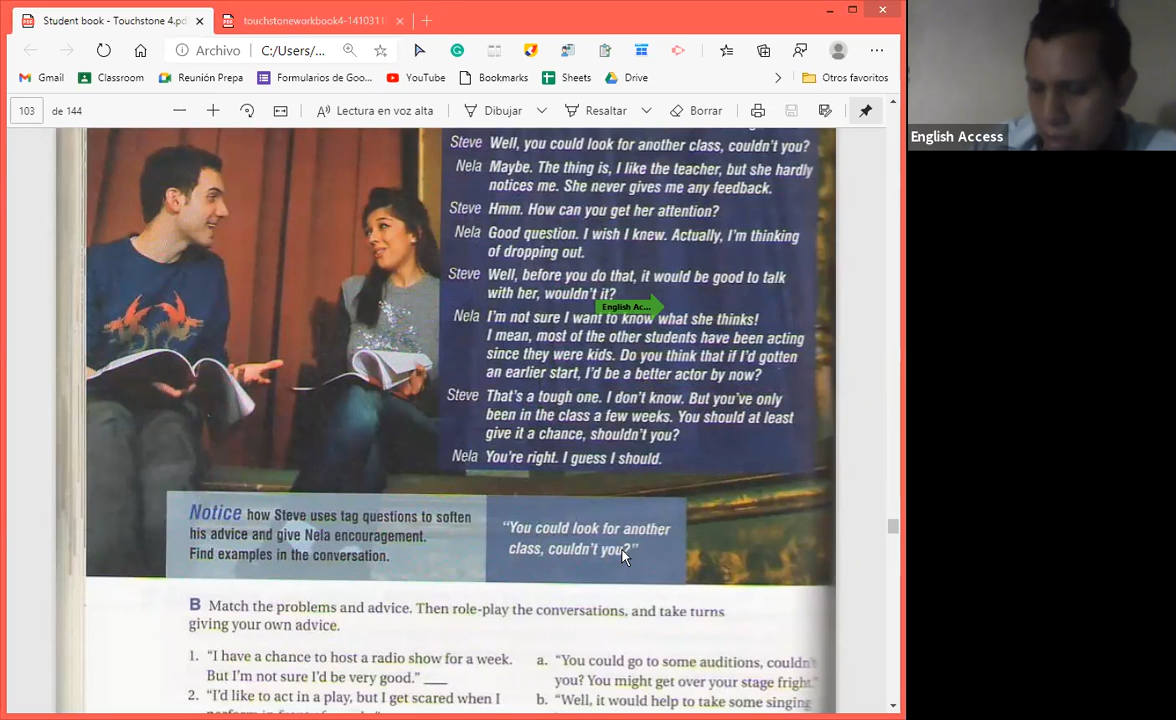 Student book - Touchstone 4.pd
touchstoneworkbook4-1410311
Archivo
C:/Users/...
Gmail
Classroom
Reunión Prepa
Formularios de Goo...
YouTube
Bookmarks
Sheets
Drive
Otros favoritos
103
de 144
Lectura en voz alta
Dibujar
Resaltar
Borrar
English Access
Steve Well, you could look for another class, couldn't you?
Nela Maybe. The thing is, I like the teacher, but she hardly
notices me. She never gives me any feedback.
Steve Hmm. How can you get her attention?
Nela Good question. I wish I knew. Actually, I'm thinking
of dropping out.
Steve Well, before you do that, it would be good to talk
with her, wouldn't it?
English Ac...
Nela I'm not sure I want to know what she thinks!
I mean, most of the other students have been acting
since they were kids. Do you think that if I'd gotten
an earlier start, I'd be a better actor by now?
Steve That's a tough one. I don't know. But you've only
been in the class a few weeks. You should at least
give it a chance, shouldn't you?
Nela You're right. I guess I should.
Notice how Steve uses tag questions to soften
his advice and give Nela encouragement.
Find examples in the conversation.
"You could look for another
class, couldn't you?"
B Match the problems and advice. Then role-play the conversations, and take turns
giving your own advice.
1. "I have a chance to host a radio show for a week.
But I'm not sure I'd be very good."
2. "I'd like to act in a play, but I get scared when I
a. "You could go to some auditions, couldn't
you? You might get over your stage fright."
b. "Well, it would help to take some singing